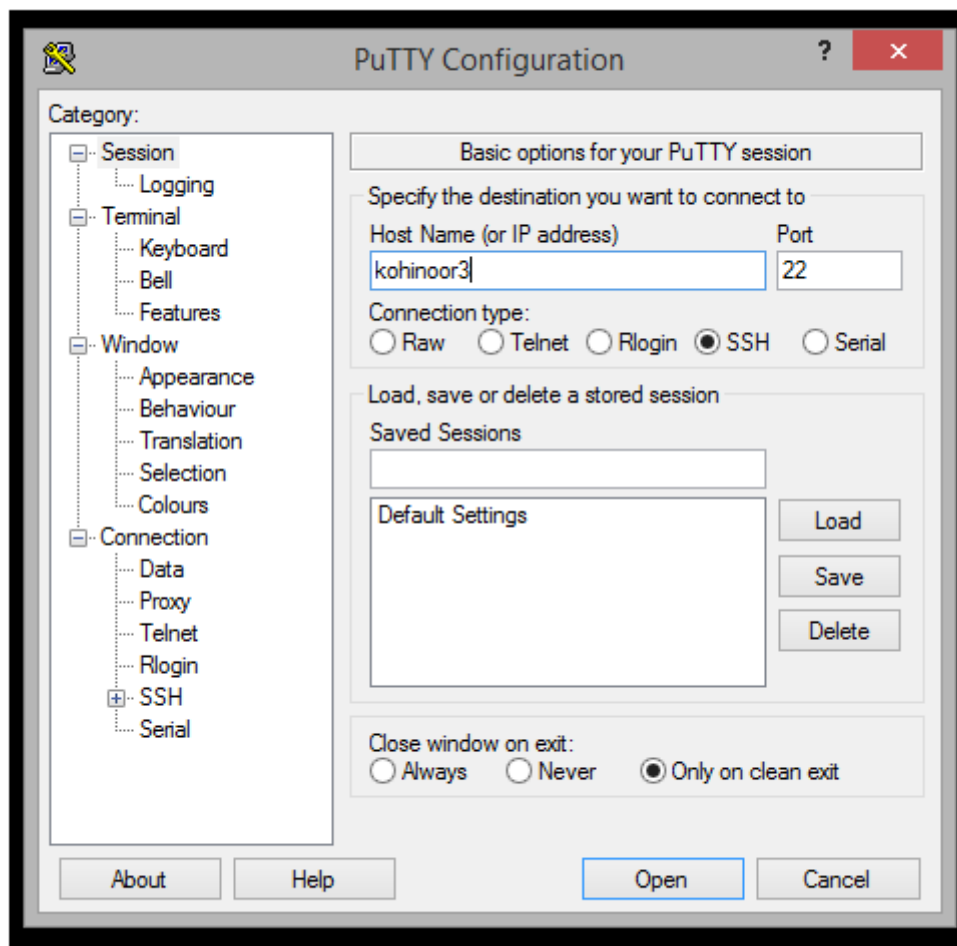 PuTTY Configuration
?
×
Category:
Session
Logging
Terminal
Keyboard
Bell
Features
Window
Appearance
Behaviour
Translation
Selection
Colours
Connection
Data
Proxy
Telnet
Rlogin
SSH
Serial
Basic options for your PuTTY session
Specify the destination you want to connect to
Host Name (or IP address) Port
kohinoor3 22
Connection type:
Raw Telnet Rlogin SSH Serial
Load, save or delete a stored session
Saved Sessions
Default Settings
Load
Save
Delete
Close window on exit:
Always Never Only on clean exit
About Help Open Cancel